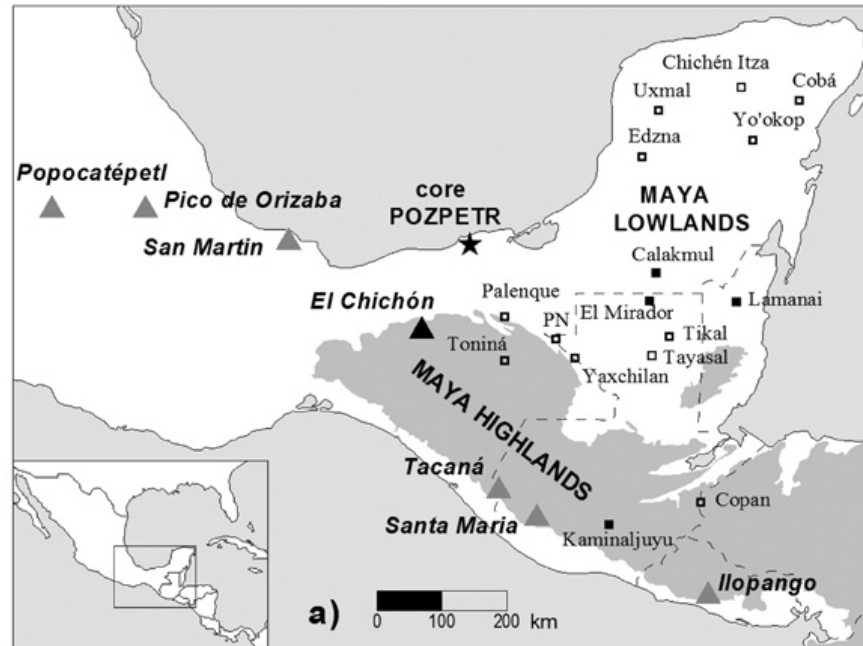 Chichén Itza
Uxmal
Cobá
Yo'okop
Edzna
Popocatépetl
Pico de Orizaba
core
POZPETR
MAYA
LOWLANDS
San Martin
Calakmul
El Chichón
Palenque
El Mirador
Lamanai
PN
Tikal
Toniná
Tayasal
Yaxchilan
MAYA HIGHLANDS
Tacaná
Copan
Santa Maria
Kaminaljuyu
Ilopango
a)
0 100 200
km